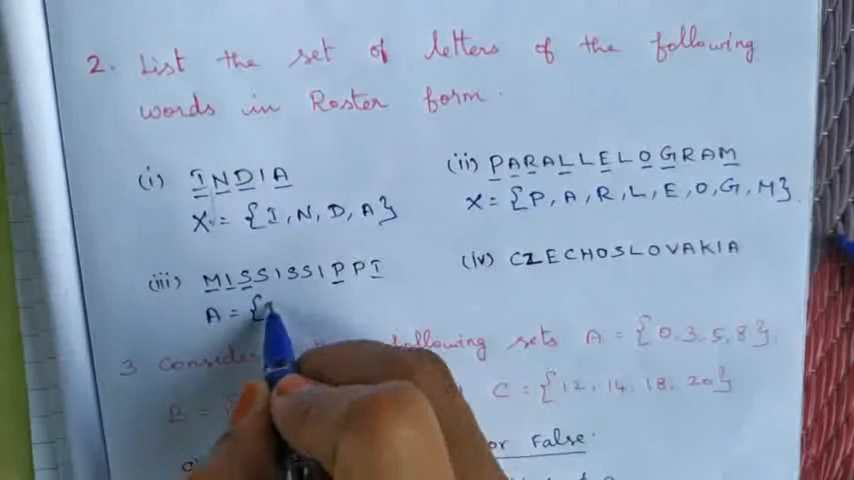 2. List the set of letters of the following
words in Roster form.
(i) INDIA
X = {I, N, D, A}
(ii) PARALLELOGRAM
X = {P, A, R, L, E, O, G, M}.
(iii) MISSISSIPPI
A = {
(iv) CZECHOSLOVAKIA
3 Consider following sets A = {0, 3, 5, 8},
B = C = {12, 14, 18, 20}
or False.